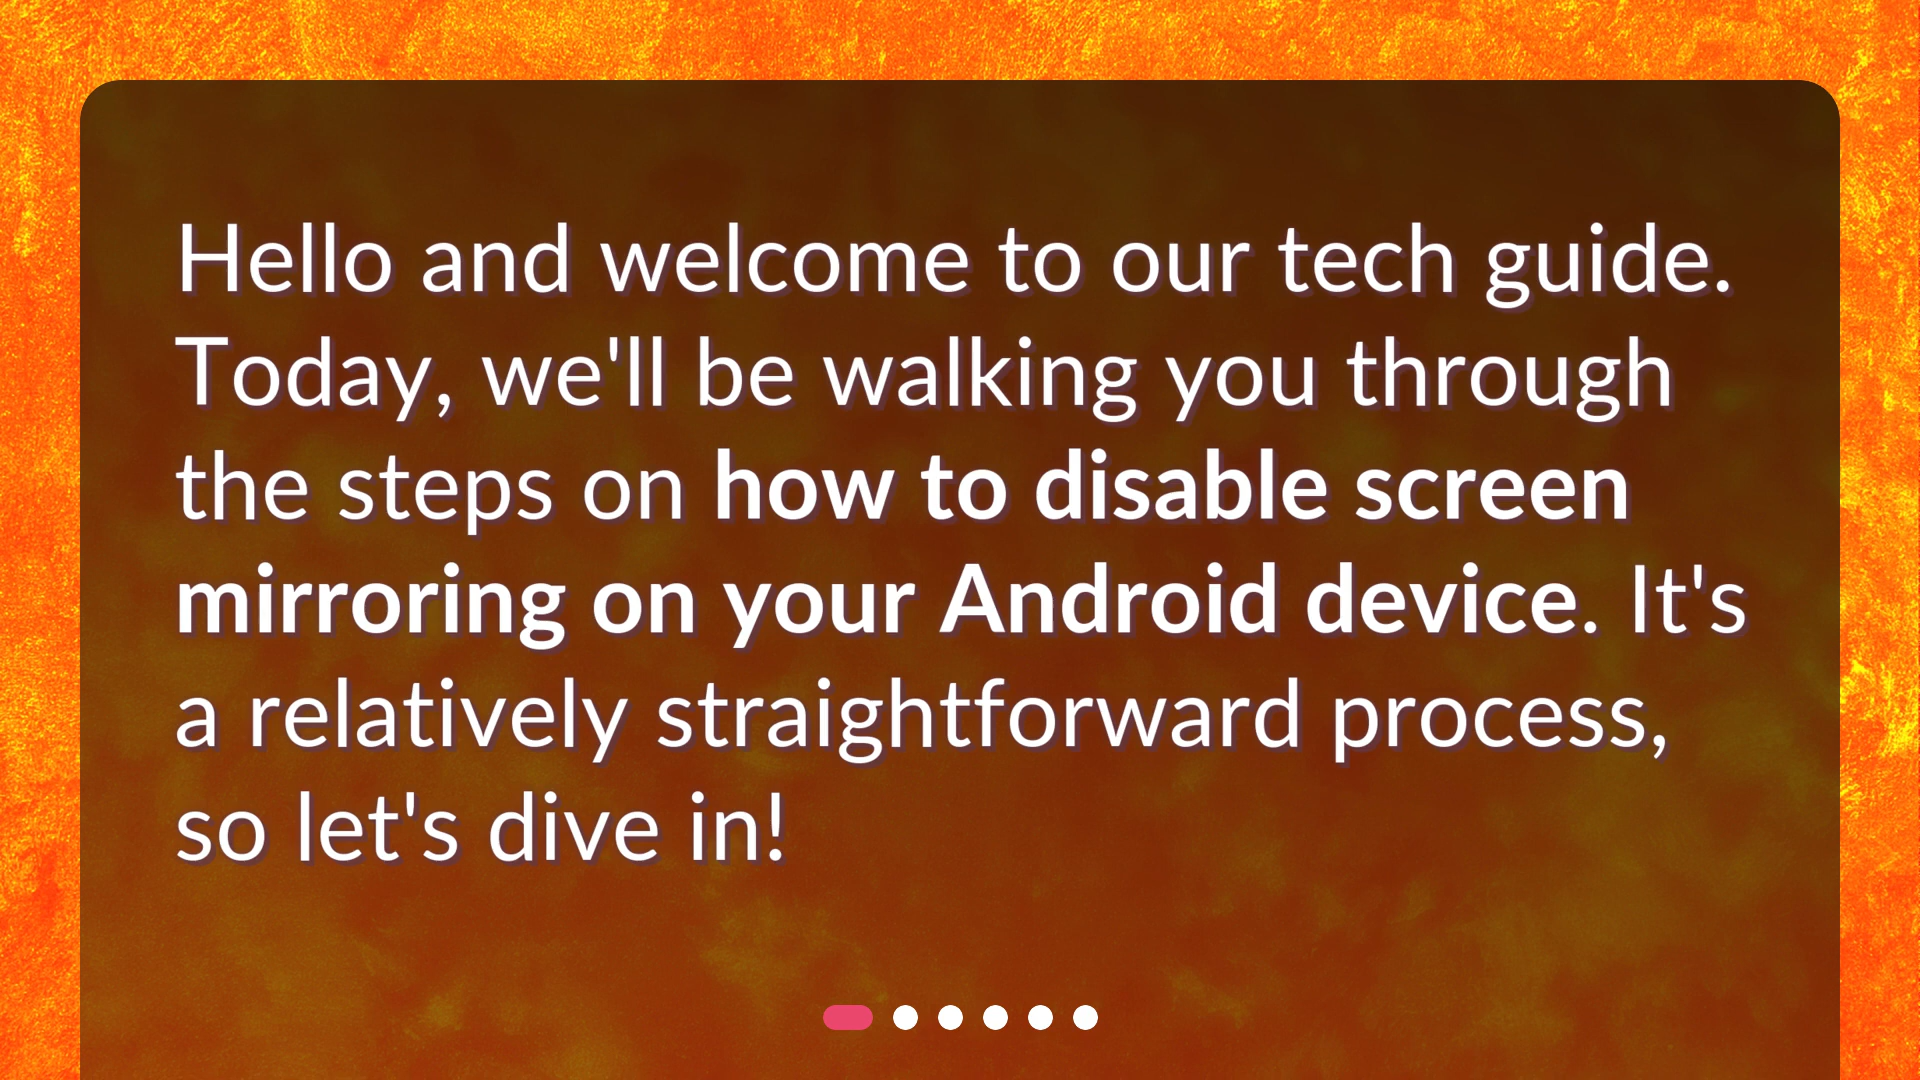 Hello and welcome to our tech guide.
Today, we'll be walking you through
the steps on how to disable screen
mirroring on your Android device. It's
a relatively straightforward process,
so let's dive in!